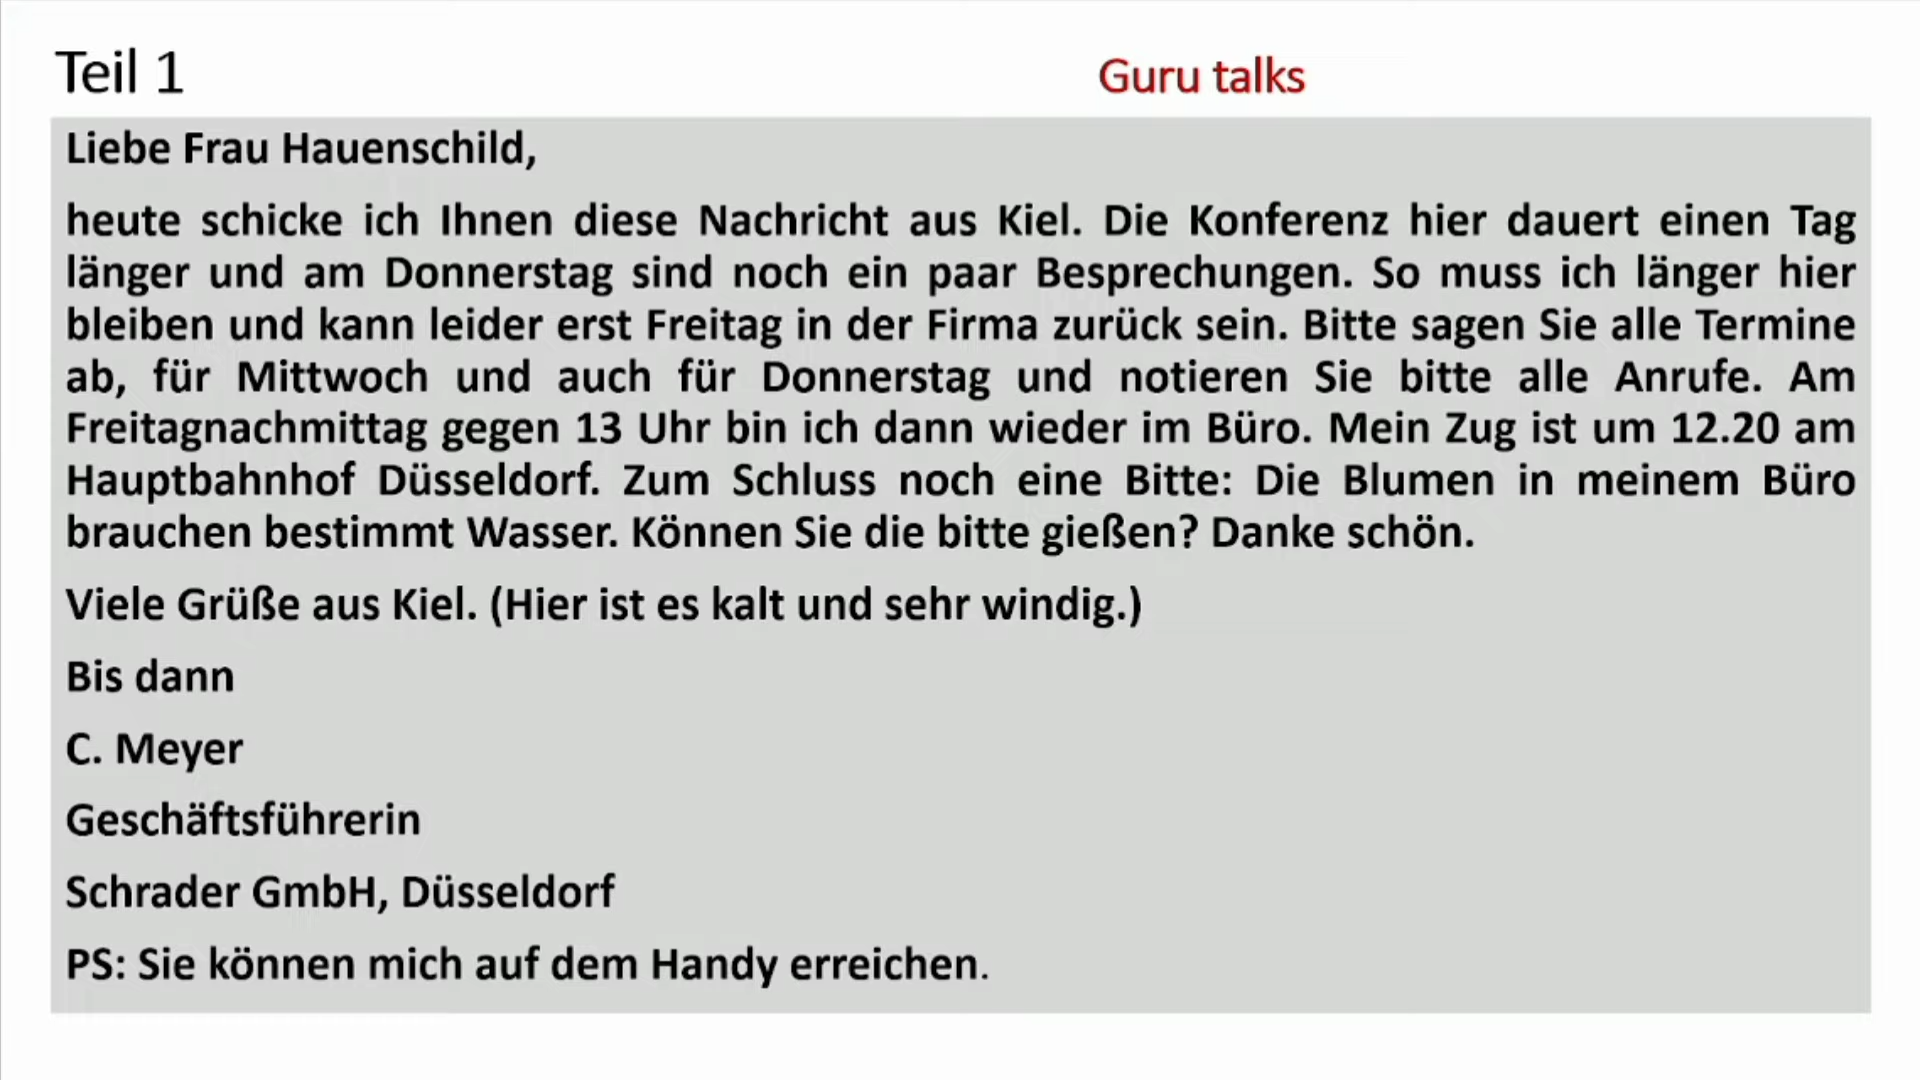 Teil 1
Guru talks
Liebe Frau Hauenschild,
heute schicke ich Ihnen diese Nachricht aus Kiel. Die Konferenz hier dauert einen Tag
länger und am Donnerstag sind noch ein paar Besprechungen. So muss ich länger hier
bleiben und kann leider erst Freitag in der Firma zurück sein. Bitte sagen Sie alle Termine
ab, für Mittwoch und auch für Donnerstag und notieren Sie bitte alle Anrufe. Am
Freitagnachmittag gegen 13 Uhr bin ich dann wieder im Büro. Mein Zug ist um 12.20 am
Hauptbahnhof Düsseldorf. Zum Schluss noch eine Bitte: Die Blumen in meinem Büro
brauchen bestimmt Wasser. Können Sie die bitte gießen? Danke schön.
Viele Grüße aus Kiel. (Hier ist es kalt und sehr windig.)
Bis dann
C. Meyer
Geschäftsführerin
Schrader GmbH, Düsseldorf
PS: Sie können mich auf dem Handy erreichen.